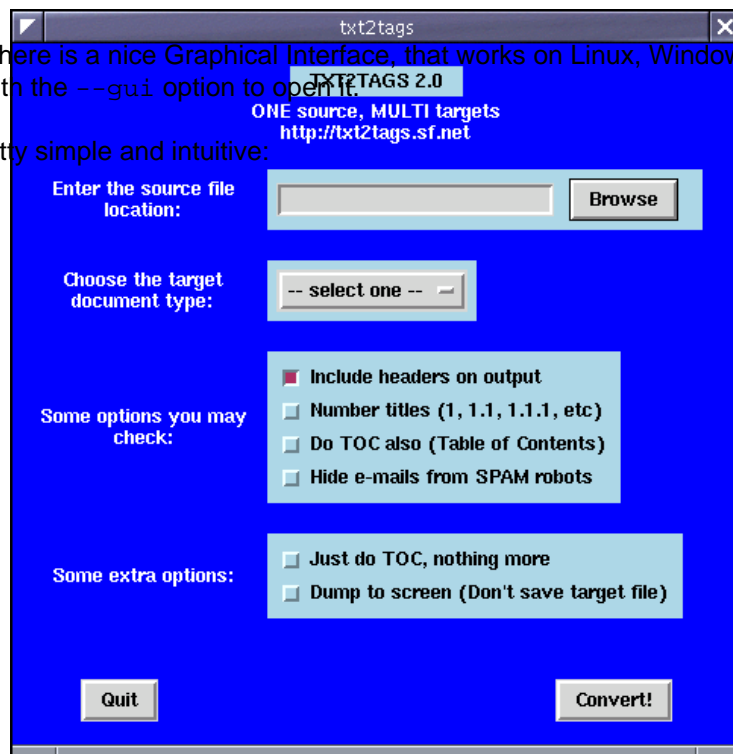 txt2tags
here is a nice Graphical Interface, that works on Linux, Window
th the --gui option to open it.
TXT2TAGS 2.0
ONE source, MULTI targets
http://txt2tags.sf.net
tty simple and intuitive:
Enter the source file
location:
Browse
Choose the target
document type:
-- select one --
Some options you may
check:
Include headers on output
Number titles (1, 1.1, 1.1.1, etc)
Do TOC also (Table of Contents)
Hide e-mails from SPAM robots
Some extra options:
Just do TOC, nothing more
Dump to screen (Don't save target file)
Quit
Convert!